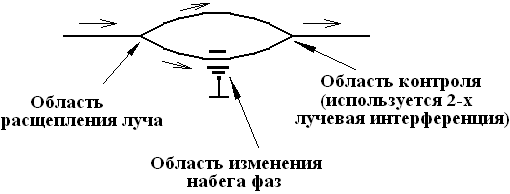 Область
расщепления луча
Область контроля
(используется 2-х
лучевая интерференция)
Область изменения
набега фаз